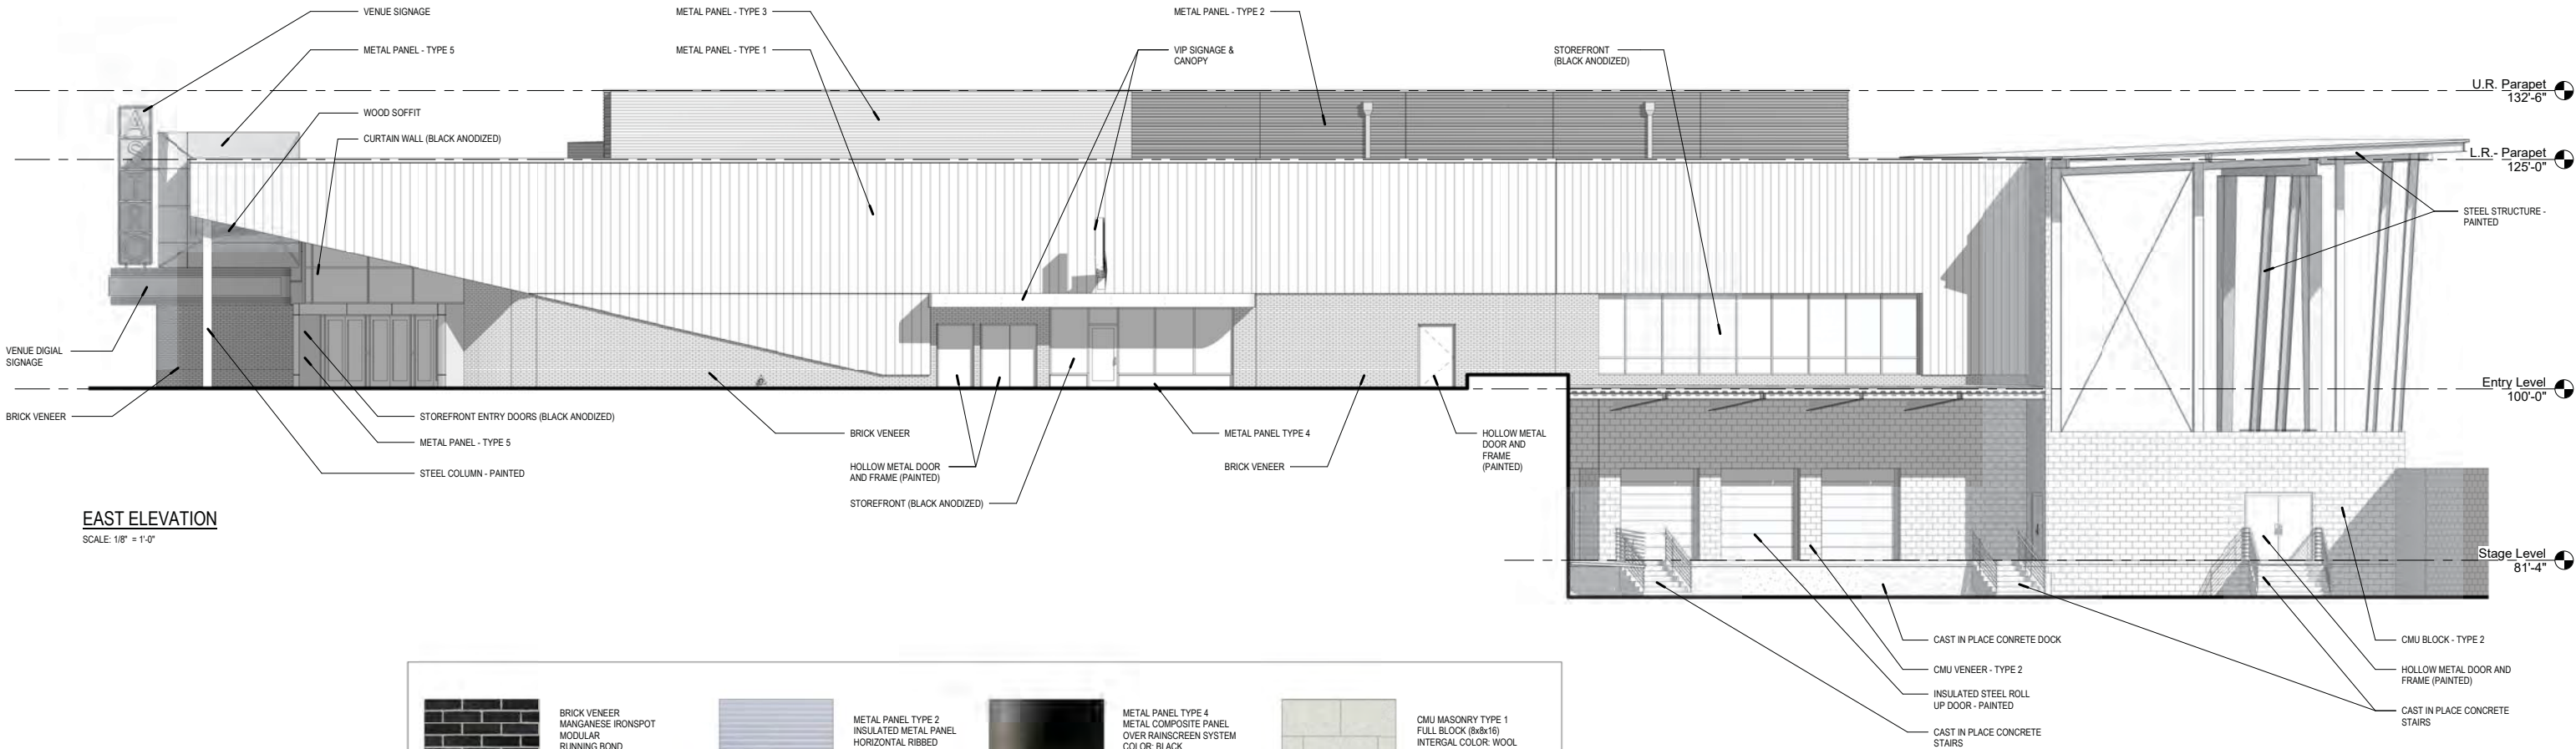 VENUE SIGNAGE
METAL PANEL - TYPE 3
METAL PANEL - TYPE 2
METAL PANEL - TYPE 5
METAL PANEL - TYPE 1
VIP SIGNAGE &
CANOPY
STOREFRONT
(BLACK ANODIZED)
U.R. Parapet
132'-6"
WOOD SOFFIT
CURTAIN WALL (BLACK ANODIZED)
L.R.- Parapet
125'-0"
STEEL STRUCTURE -
PAINTED
VENUE DIGIAL
SIGNAGE
Entry Level
100'-0"
BRICK VENEER
STOREFRONT ENTRY DOORS (BLACK ANODIZED)
METAL PANEL - TYPE 5
STEEL COLUMN - PAINTED
BRICK VENEER
HOLLOW METAL DOOR
AND FRAME (PAINTED)
STOREFRONT (BLACK ANODIZED)
METAL PANEL TYPE 4
BRICK VENEER
HOLLOW METAL
DOOR AND
FRAME
(PAINTED)
EAST ELEVATION
SCALE: 1/8" = 1'-0"
Stage Level
81'-4"
CAST IN PLACE CONRETE DOCK
CMU VENEER - TYPE 2
INSULATED STEEL ROLL
UP DOOR - PAINTED
CAST IN PLACE CONCRETE
STAIRS
CMU BLOCK - TYPE 2
HOLLOW METAL DOOR AND
FRAME (PAINTED)
CAST IN PLACE CONCRETE
STAIRS
BRICK VENEER
MANGANESE IRONSPOT
MODULAR
RUNNING BOND
METAL PANEL TYPE 2
INSULATED METAL PANEL
HORIZONTAL RIBBED
METAL PANEL TYPE 4
METAL COMPOSITE PANEL
OVER RAINSCREEN SYSTEM
COLOR: BLACK
CMU MASONRY TYPE 1
FULL BLOCK (8x8x16)
INTERGAL COLOR: WOOL